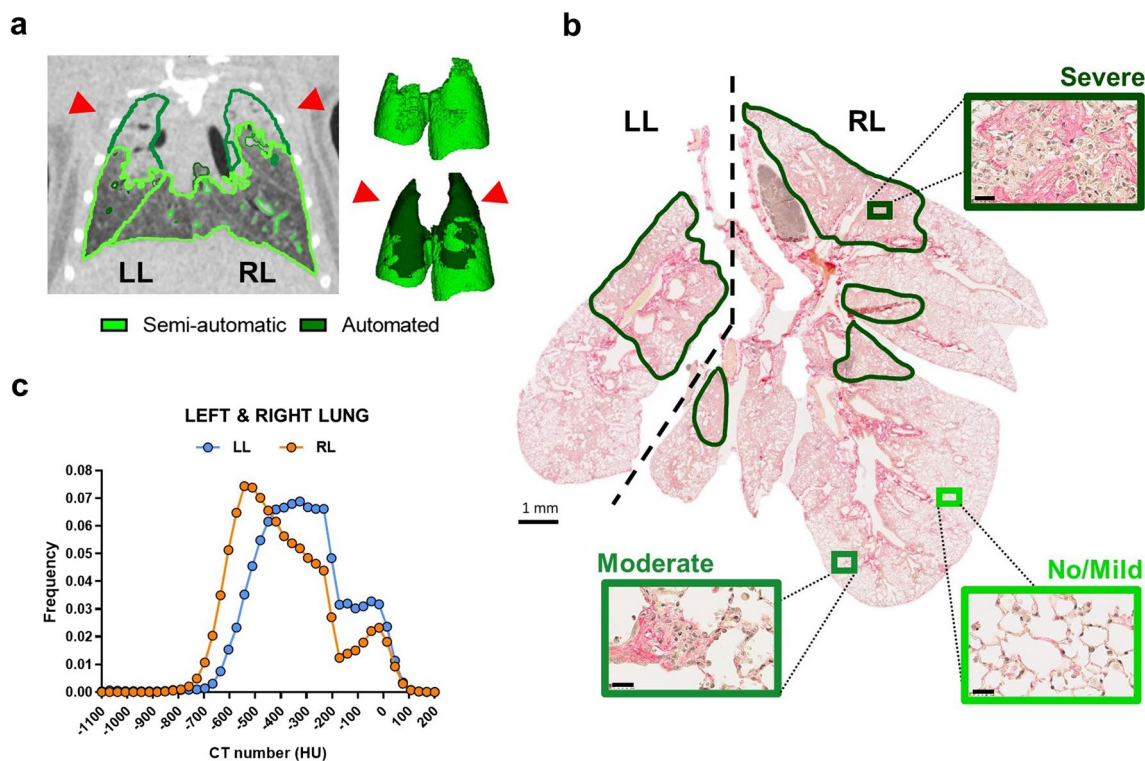 a
LL
RL
Semi-automatic
Automated
b
LL
RL
Severe
1 mm
Moderate
No/Mild
c
LEFT & RIGHT LUNG
LL
RL
Frequency
0.08
0.07
0.06
0.05
0.04
0.03
0.02
0.01
0.00
-1100
-1000
-900
-800
-700
-600
-500
-400
-300
-200
-100
0
100
200
CT number (HU)